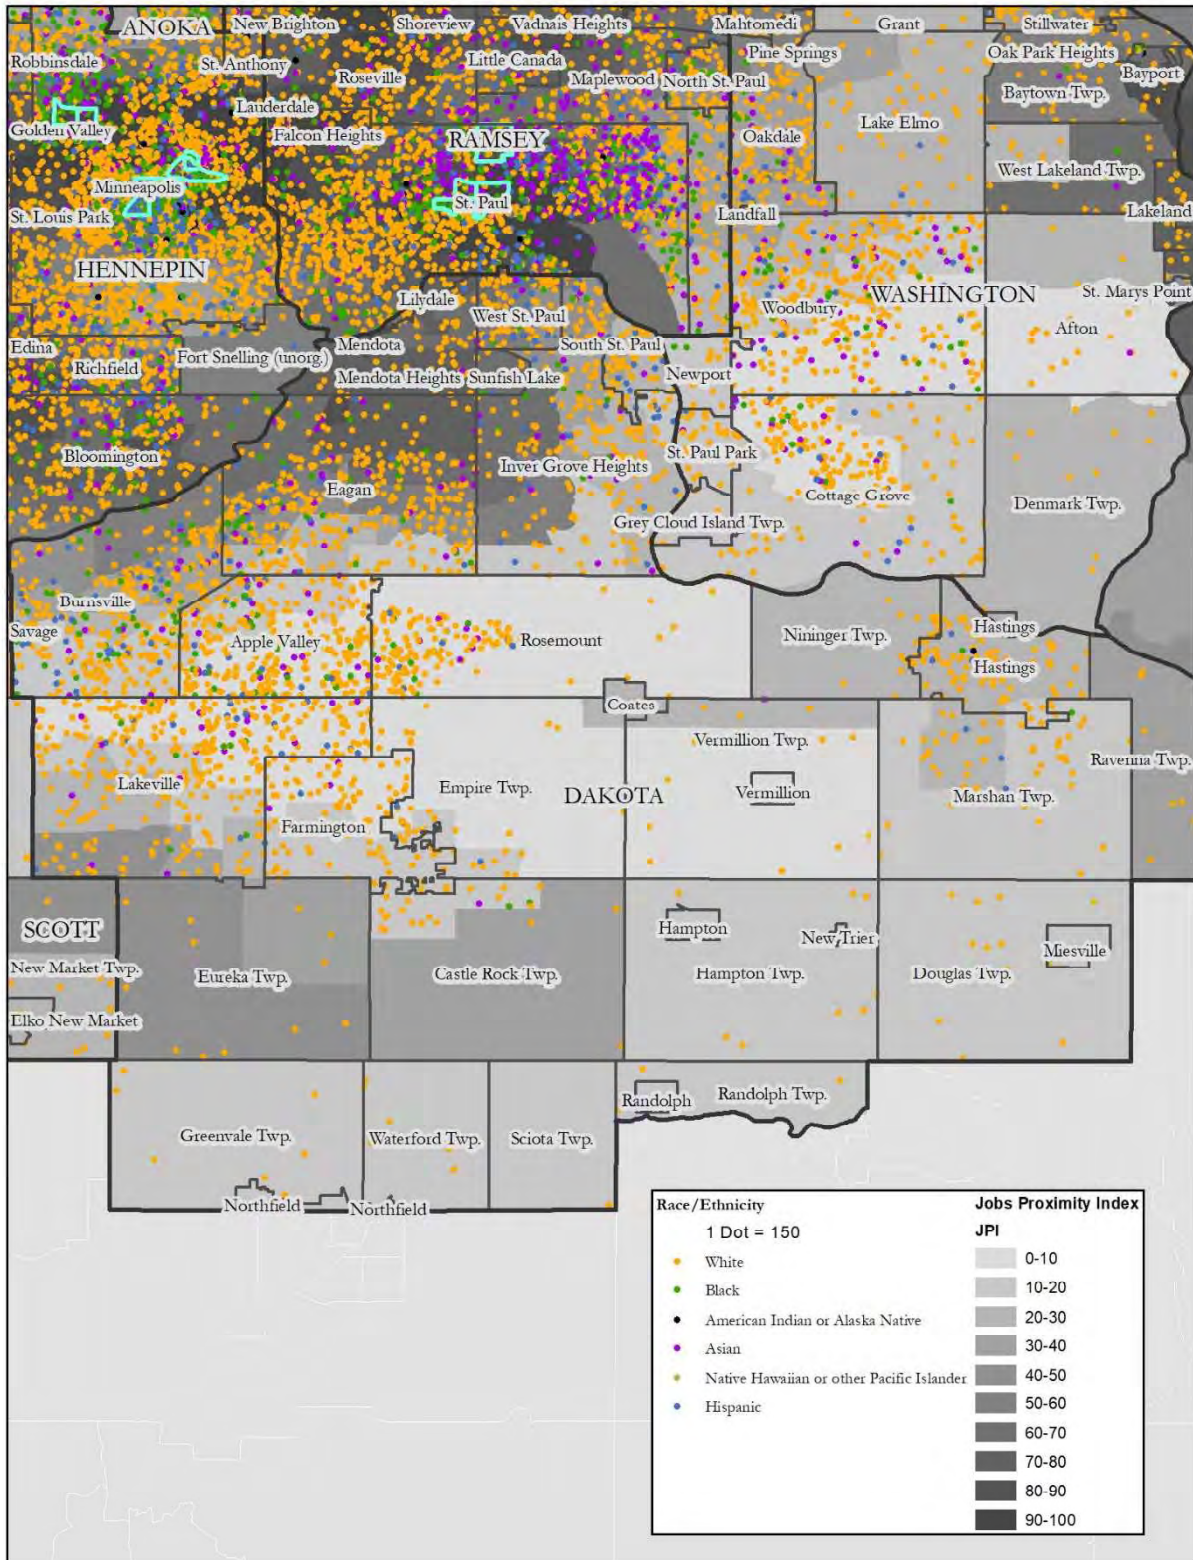 ANOKA
New Brighton
Shoreview
Vadnais Heights
Mahtomedi
Grant
Stillwater
Robbinsdale
St. Anthony
Roseville
Little Canada
Maplewood
North St. Paul
Pine Springs
Oak Park Heights
Bayport
Baytown Twp.
Lauderdale
Golden Valley
Falcon Heights
RAMSEY
Oakdale
Lake Elmo
West Lakeland Twp.
Minneapolis
St. Paul
St. Louis Park
Landfall
Lakeland
HENNEPIN
Lilydale
West St. Paul
Woodbury
WASHINGTON
St. Marys Point
Afton
Edina
Richfield
Fort Snelling (unorg.)
Mendota
South St. Paul
Mendota Heights
Sunfish Lake
Newport
Bloomington
Eagan
Inver Grove Heights
St. Paul Park
Cottage Grove
Denmark Twp.
Grey Cloud Island Twp.
Burnsville
Savage
Apple Valley
Rosemount
Nininger Twp.
Hastings
Hastings
Coates
Vermillion Twp.
Ravenna Twp.
Lakeville
Empire Twp.
DAKOTA
Vermillion
Marshan Twp.
Farmington
SCOTT
Hampton
New Trier
Miesville
New Market Twp.
Eureka Twp.
Castle Rock Twp.
Hampton Twp.
Douglas Twp.
Elko New Market
Randolph
Randolph Twp.
Greenvale Twp.
Waterford Twp.
Sciota Twp.
Northfield
Northfield
Race/Ethnicity
1 Dot = 150
White
Black
American Indian or Alaska Native
Asian
Native Hawaiian or other Pacific Islander
Hispanic
Jobs Proximity Index
JPI
0-10
10-20
20-30
30-40
40-50
50-60
60-70
70-80
80-90
90-100